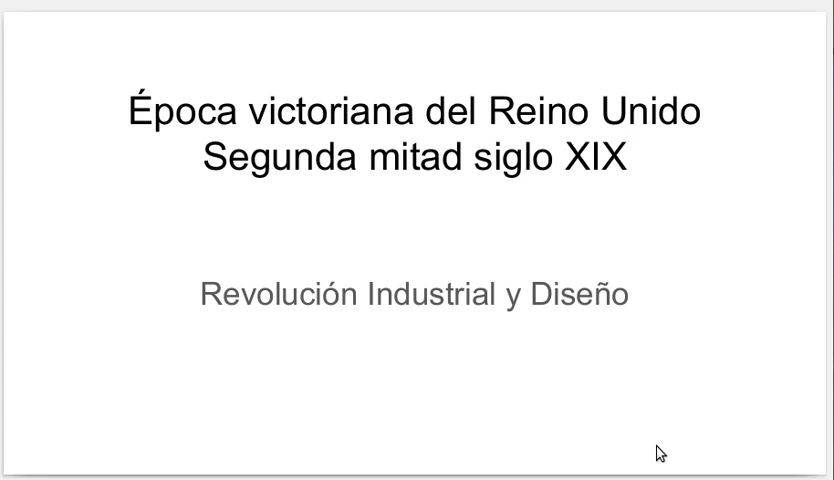 Época victoriana del Reino Unido
Segunda mitad siglo XIX
Revolución Industrial y Diseño